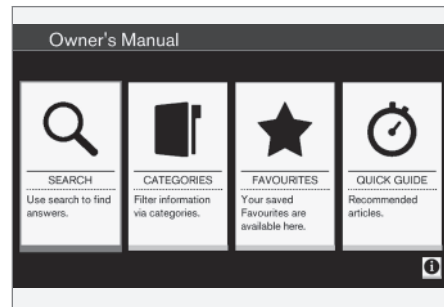 Owner's Manual
SEARCH
Use search to find
answers.
CATEGORIES
Filter information
via categories.
FAVOURITES
Your saved
Favourites are
available here.
QUICK GUIDE
Recommended
articles.